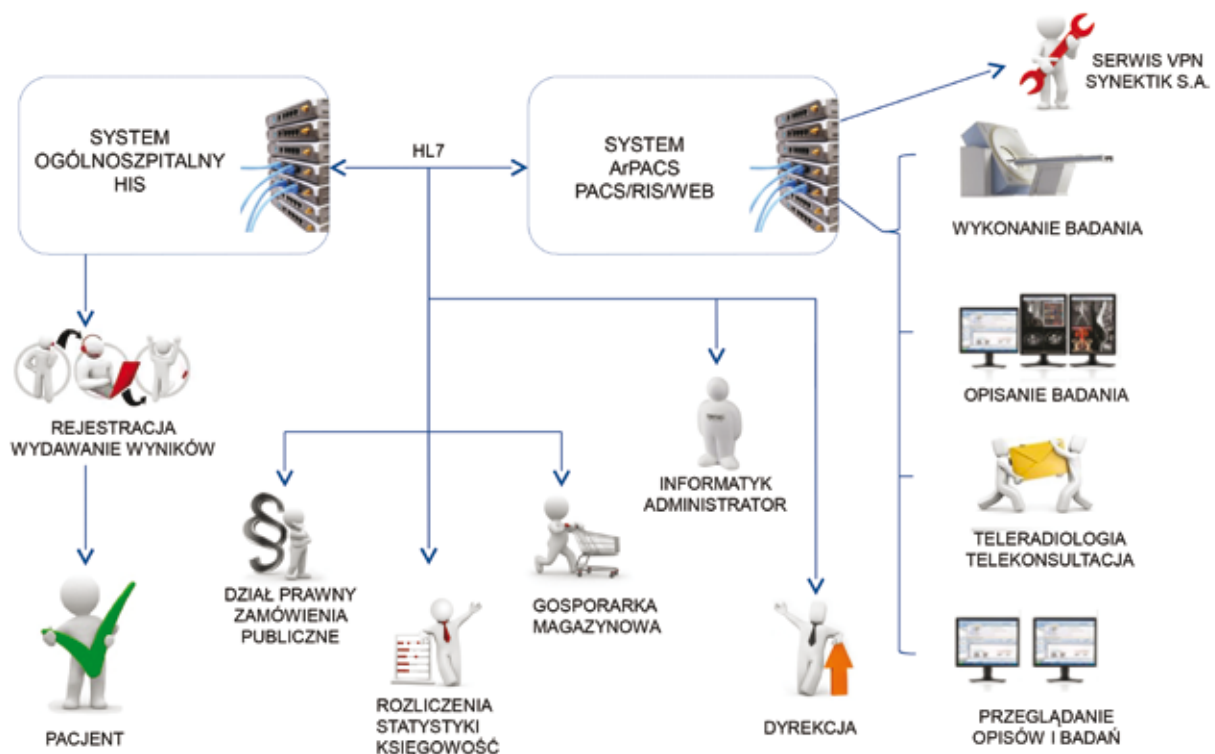 SERWIS VPN
SYNEKTIK S.A.
SYSTEM
OGÓLNOSZPITALNY
HIS
HL7
SYSTEM
ArPACS
PACS/RIS/WEB
WYKONANIE BADANIA
OPISANIE BADANIA
REJESTRACJA
WYDAWANIE WYNIKÓW
INFORMATYK
ADMINISTRATOR
TELERADIOLOGIA
TELEKONSULTACJA
DZIAŁ PRAWNY
ZAMÓWIENIA
PUBLICZNE
GOSPORARKA
MAGAZYNOWA
PACJENT
ROZLICZENIA
STATYSTYKI
KSIĘGOWOŚĆ
DYREKCJA
PRZEGLĄDANIE
OPISÓW I BADAŃ